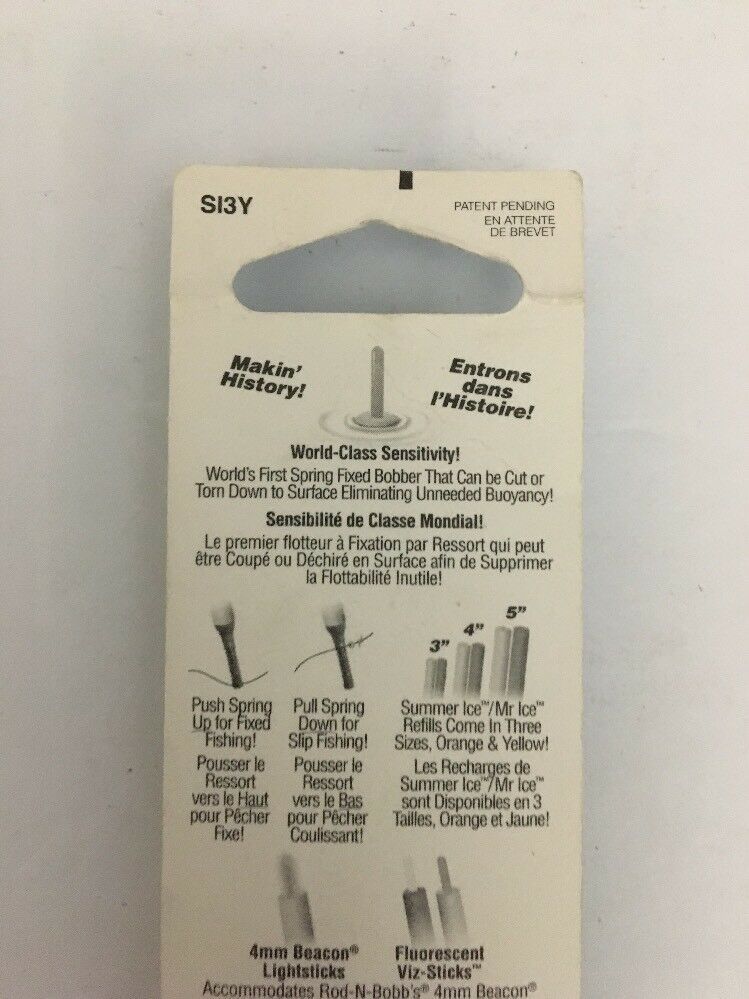 SI3Y
PATENT PENDING
EN ATTENTE
DE BREVET
Makin'
History!
Entrons
dans
l'Histoire!
World-Class Sensitivity!
World's First Spring Fixed Bobber That Can be Cut or
Torn Down to Surface Eliminating Unneeded Buoyancy!
Sensibilité de Classe Mondial!
Le premier flotteur à Fixation par Ressort qui peut
être Coupé ou Déchiré en Surface afin de Supprimer
la Flottabilité Inutile!
3"
4"
5"
Push Spring
Up for Fixed
Fishing!
Pousser le
Ressort
vers le Haut
pour Pêcher
Fixe!
Pull Spring
Down for
Slip Fishing!
Pousser le
Ressort
vers le Bas
pour Pêcher
Coulissant!
Summer Ice™/Mr Ice™
Refills Come In Three
Sizes, Orange & Yellow!
Les Recharges de
Summer Ice™/Mr Ice™
sont Disponibles en 3
Tailles, Orange et Jaune!
4mm Beacon®
Lightsticks
Fluorescent
Viz-Sticks™
Accommodates Rod-N-Bobb's® 4mm Beacon®